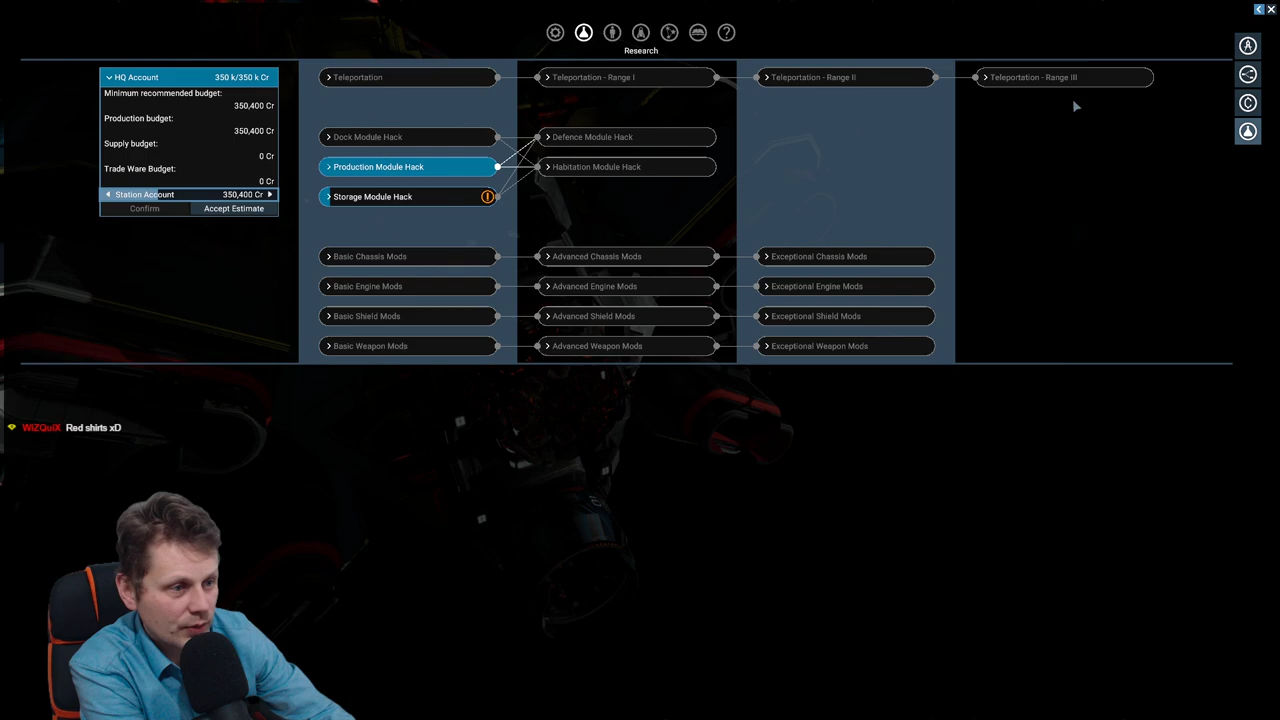 Research
HQ Account 350 k/350 k Cr
Minimum recommended budget:
350,400 Cr
Production budget:
350,400 Cr
Supply budget:
0 Cr
Trade Ware Budget:
0 Cr
Station Account 350,400 Cr
Confirm Accept Estimate
Teleportation Teleportation - Range I Teleportation - Range II Teleportation - Range III
Dock Module Hack Defence Module Hack
Production Module Hack Habitation Module Hack
Storage Module Hack
Basic Chassis Mods Advanced Chassis Mods Exceptional Chassis Mods
Basic Engine Mods Advanced Engine Mods Exceptional Engine Mods
Basic Shield Mods Advanced Shield Mods Exceptional Shield Mods
Basic Weapon Mods Advanced Weapon Mods Exceptional Weapon Mods
WiZQuiX Red shirts xD